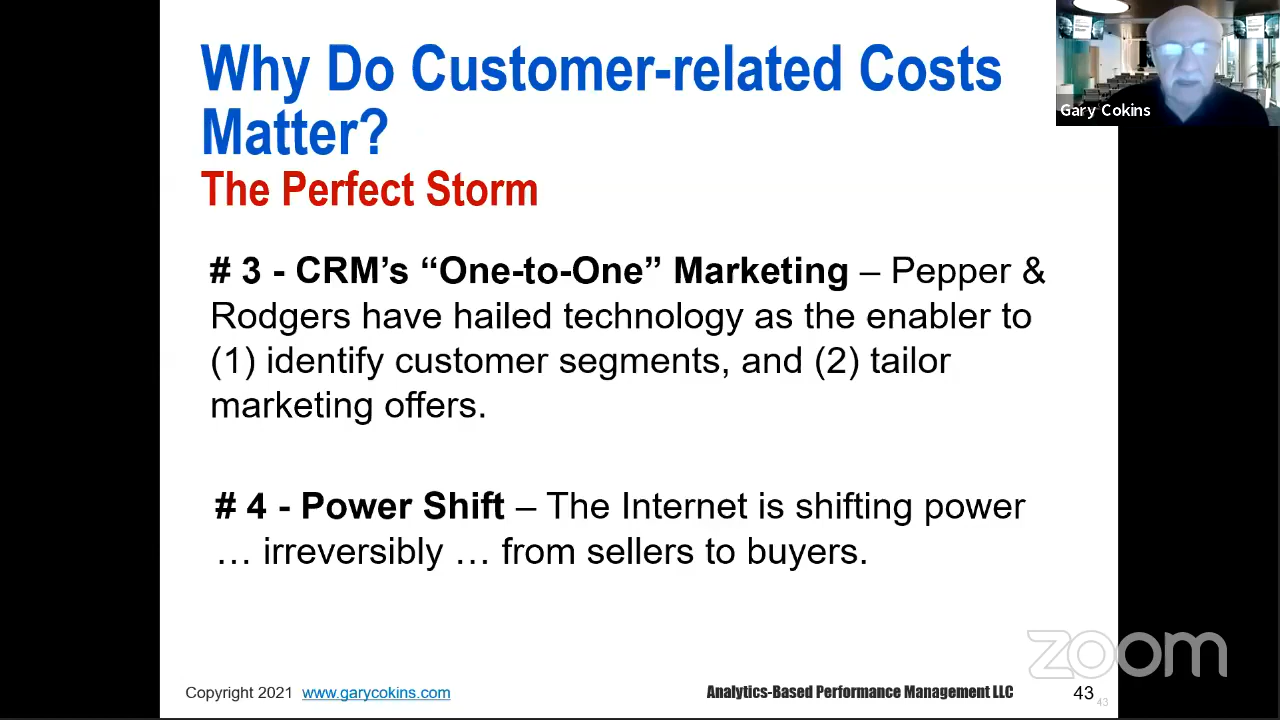 Why Do Customer-related Costs
Matter?
The Perfect Storm
# 3 - CRM’s “One-to-One” Marketing – Pepper &
Rodgers have hailed technology as the enabler to
(1) identify customer segments, and (2) tailor
marketing offers.
# 4 - Power Shift – The Internet is shifting power
… irreversibly … from sellers to buyers.
Copyright 2021 www.garycokins.com
Analytics-Based Performance Management LLC
43
43
Gary Cokins
zoom